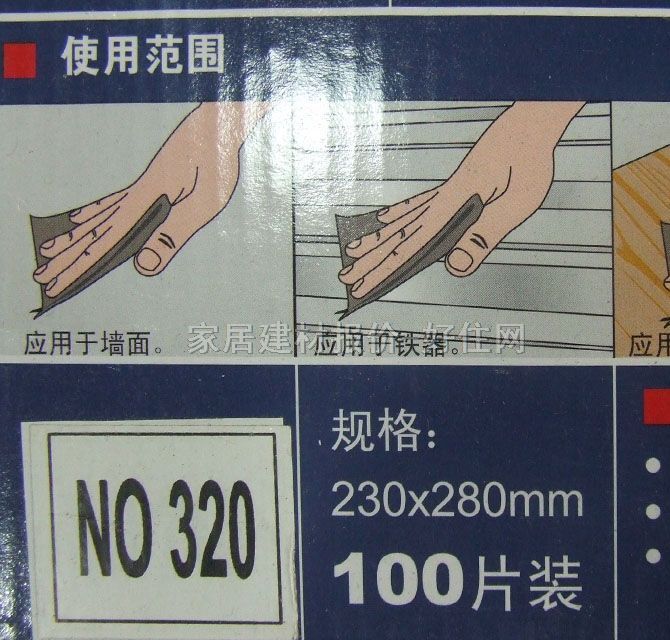 使用范围
应用于墙面。
应用于铁器。
应用
家居建材报价 好住网
NO 320
规格：
230x280mm
100片装